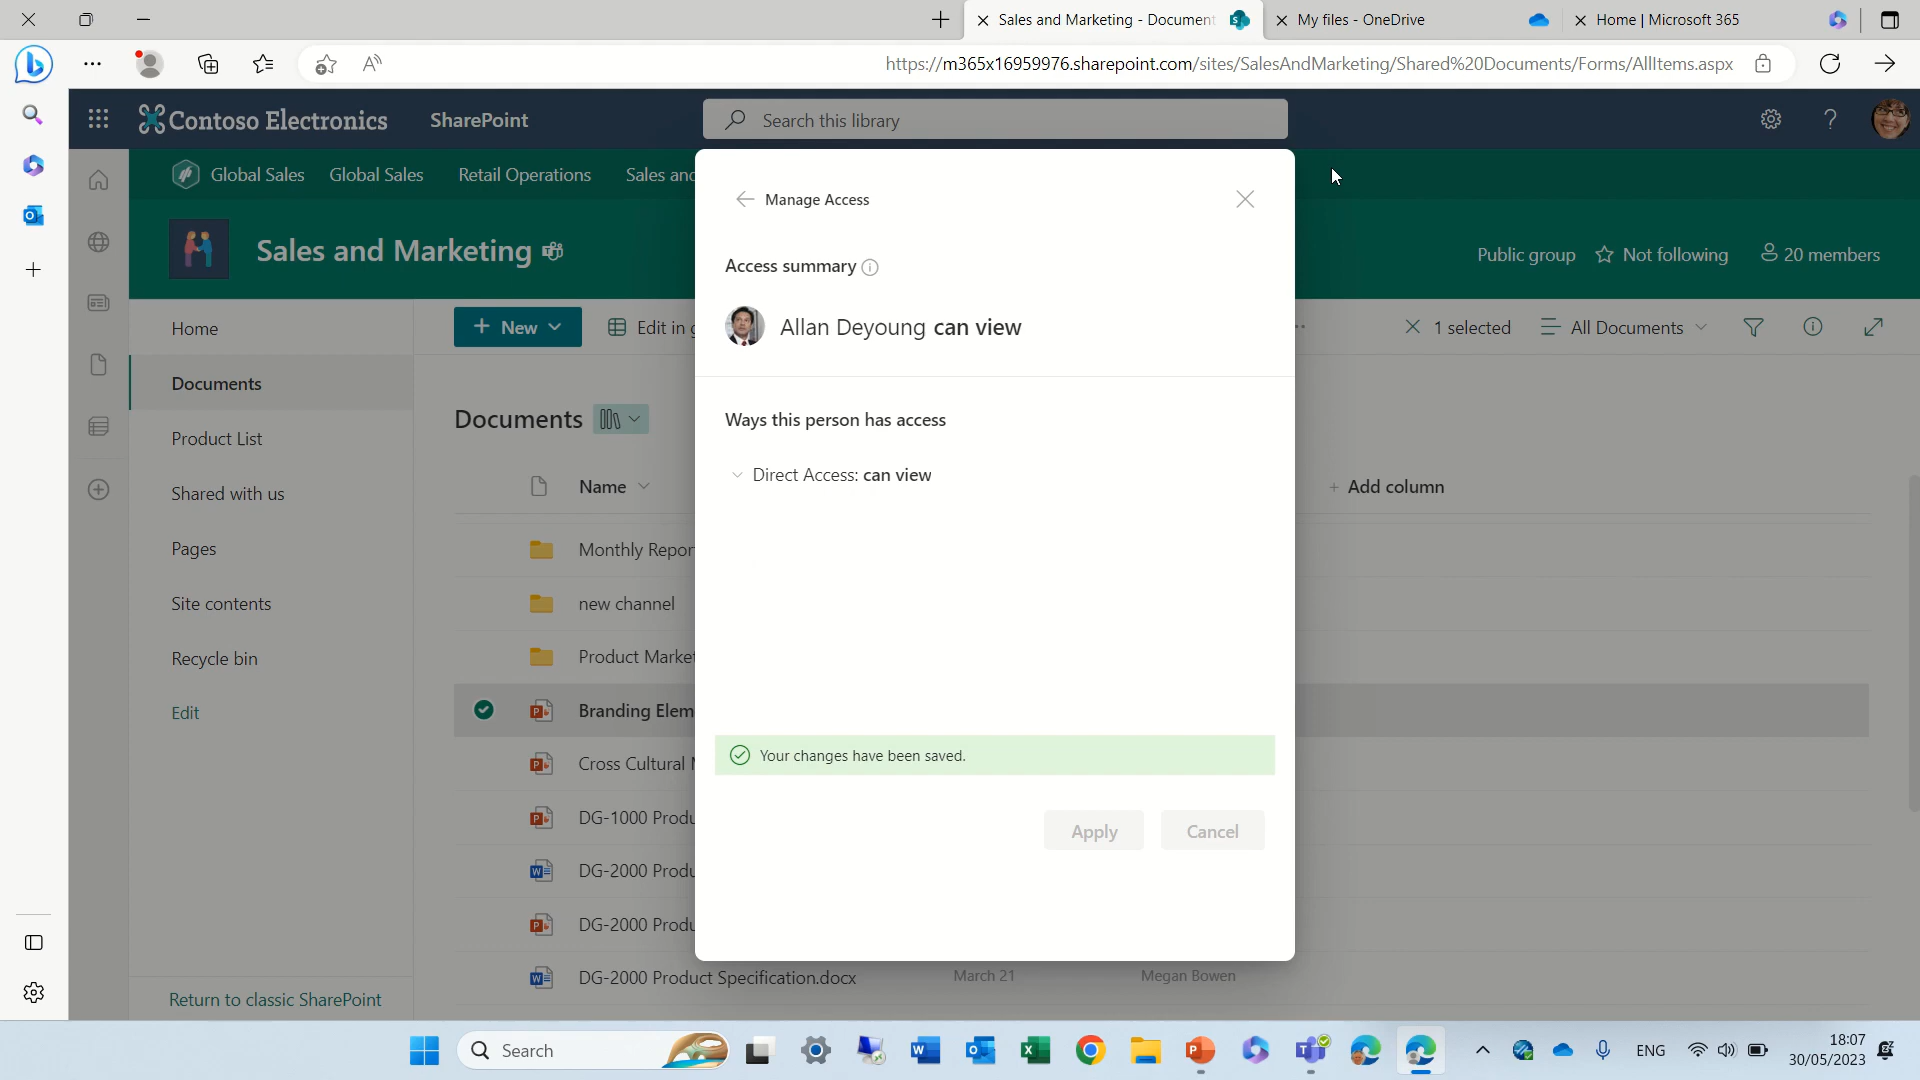 Sales and Marketing - Document
My files - OneDrive
Home | Microsoft 365
https://m365x16959976.sharepoint.com/sites/SalesAndMarketing/Shared%20Documents/Forms/AllItems.aspx
Contoso Electronics
SharePoint
Search this library
Global Sales
Global Sales
Retail Operations
Sales and
Sales and Marketing
Public group
Not following
20 members
Home
Documents
Product List
Shared with us
Pages
Site contents
Recycle bin
Edit
Return to classic SharePoint
+ New
Edit in g
1 selected
All Documents
Documents
Name
+ Add column
Monthly Repor
new channel
Product Market
Branding Elem
Cross Cultural M
DG-1000 Produ
DG-2000 Produ
DG-2000 Produ
DG-2000 Product Specification.docx
March 21
Megan Bowen
Manage Access
Access summary
Allan Deyoung can view
Ways this person has access
Direct Access: can view
Your changes have been saved.
Apply
Cancel
Search
ENG
18:07
30/05/2023